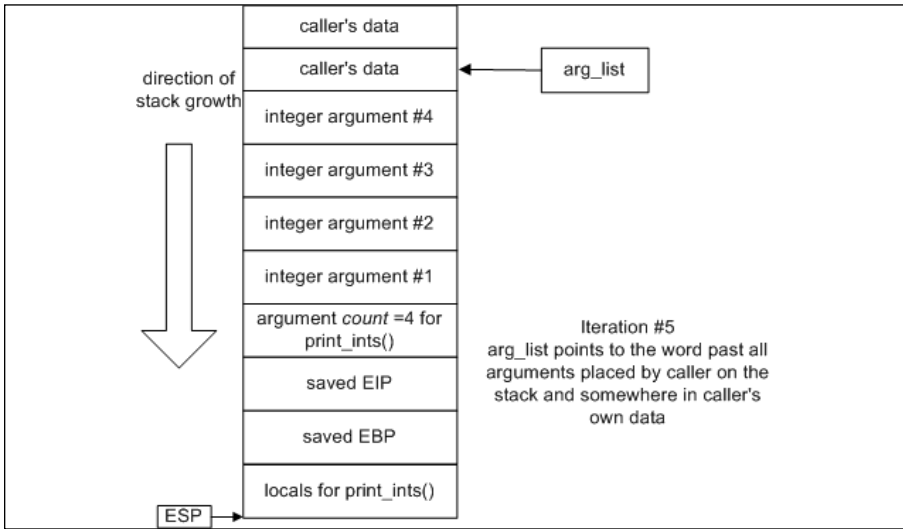 caller's data
caller's data
arg_list
direction of
stack growth
integer argument #4
integer argument #3
integer argument #2
integer argument #1
argument count =4 for
print_ints()
saved EIP
saved EBP
locals for print_ints()
ESP
Iteration #5
arg_list points to the word past all
arguments placed by caller on the
stack and somewhere in caller's
own data